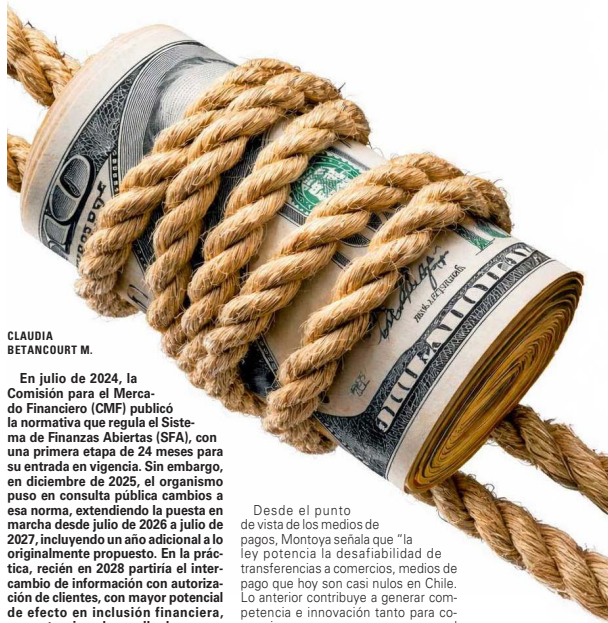 CLAUDIA
BETANCOURT M.
En julio de 2024, la
Comisión para el Merca-
do Financiero (CMF) publicó
la normativa que regula el Siste-
ma de Finanzas Abiertas (SFA), con
una primera etapa de 24 meses para
su entrada en vigencia. Sin embargo,
en diciembre de 2025, el organismo
puso en consulta pública cambios a
esa norma, extendiendo la puesta en
marcha desde julio de 2026 a julio de
2027, incluyendo un año adicional a lo
originalmente propuesto. En la prác-
tica, recién en 2028 partiría el inter-
cambio de información con autoriza-
ción de clientes, con mayor potencial
de efecto en inclusión financiera,
Desde el punto
de vista de los medios de
pagos, Montoya señala que “la
ley potencia la desafiabilidad de
transferencias a comercios, medios de
pago que hoy son casi nulos en Chile.
Lo anterior contribuye a generar com-
petencia e innovación tanto para co-